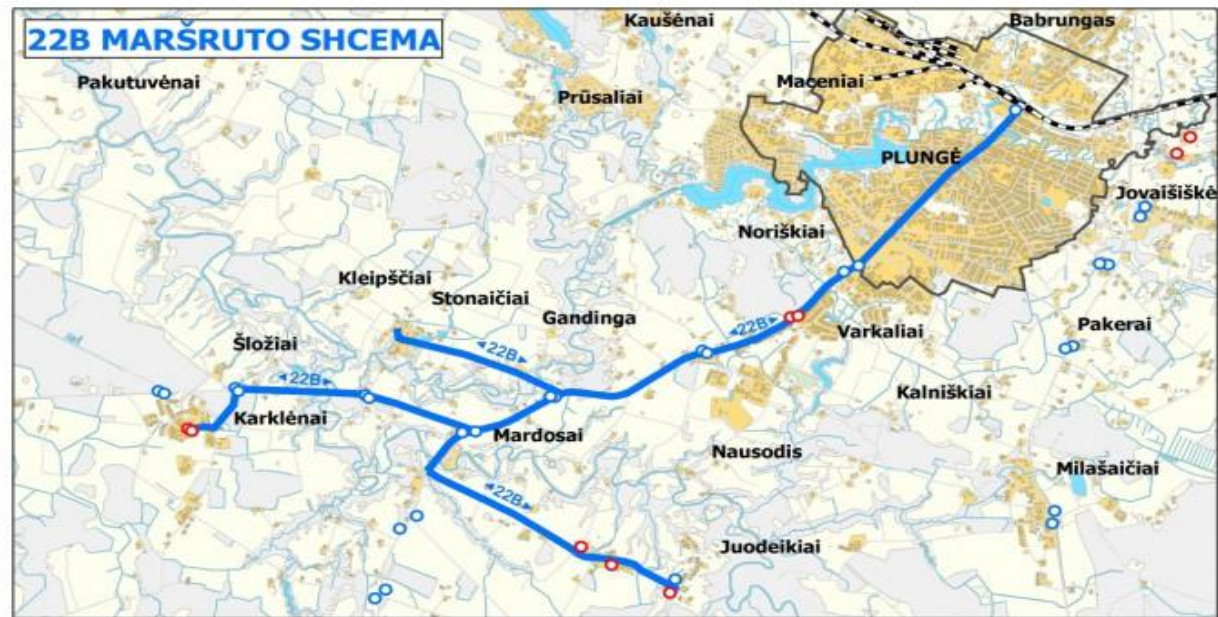 22B MARŠRUTO SHCEMA
Kaušėnai
Babrungas
Pakutuvėnai
Maceniai
Prūsaliai
PLUNGĖ
Jovaišiškė
Noriškiai
Kleipščiai
Stonaičiai
Gandinga
22B
Varkaliai
Pakerai
Šložiai
22B
22B
Kalniškiai
Karklėnai
Mardosai
Nausodis
Milašaičiai
22B
Juodeikiai